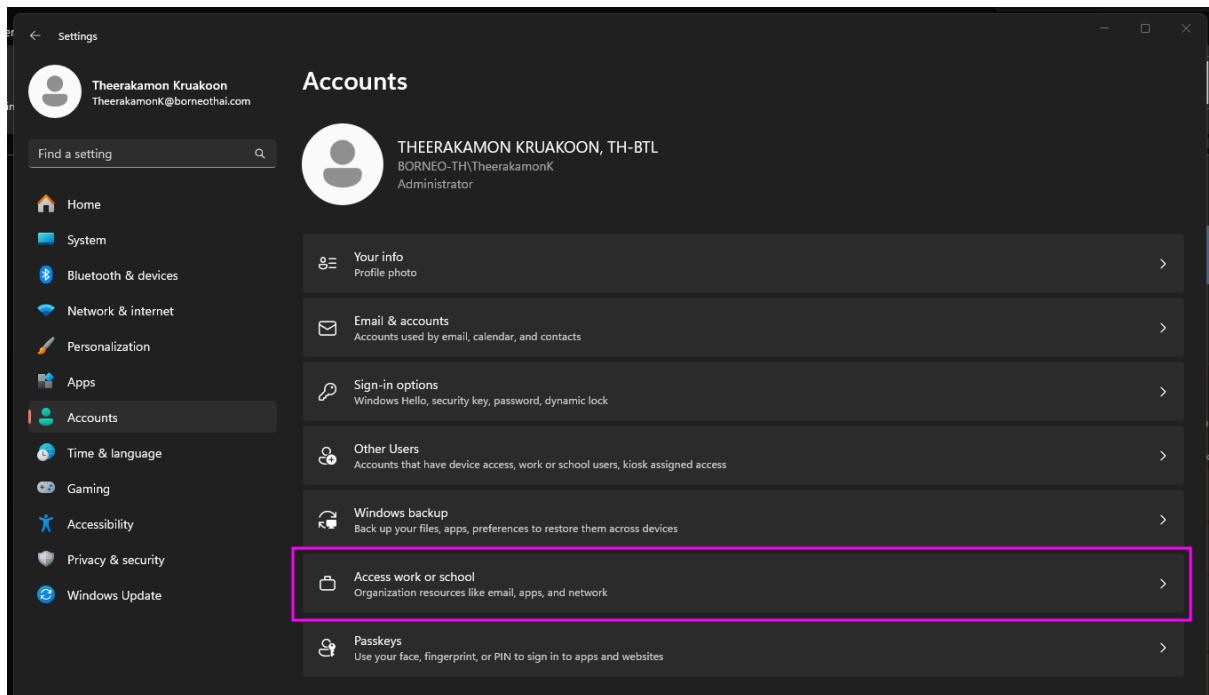 Settings
Theerakamon Kruakoon
TheerakamonK@borneothai.com
Find a setting
Home
System
Bluetooth & devices
Network & internet
Personalization
Apps
Accounts
Time & language
Gaming
Accessibility
Privacy & security
Windows Update
Accounts
THEERAKAMON KRUAKOON, TH-BTL
BORNEO-TH\TheerakamonK
Administrator
Your info
Profile photo
Email & accounts
Accounts used by email, calendar, and contacts
Sign-in options
Windows Hello, security key, password, dynamic lock
Other Users
Accounts that have device access, work or school users, kiosk assigned access
Windows backup
Back up your files, apps, preferences to restore them across devices
Access work or school
Organization resources like email, apps, and network
Passkeys
Use your face, fingerprint, or PIN to sign in to apps and websites